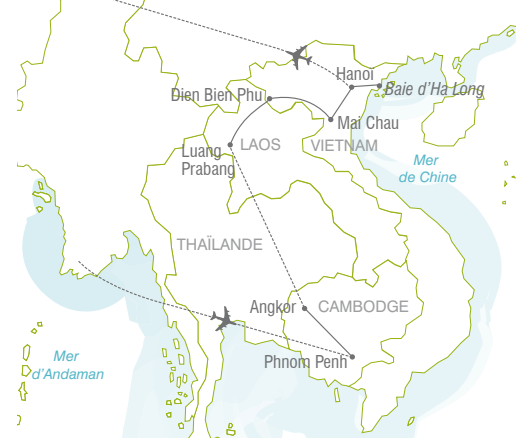 Hanoi
Baie d'Ha Long
Dien Bien Phu
Mai Chau
Luang
Prabang
LAOS
VIETNAM
Mer
de Chine
THAÏLANDE
Angkor
CAMBODGE
Phnom Penh
Mer
d'Andaman